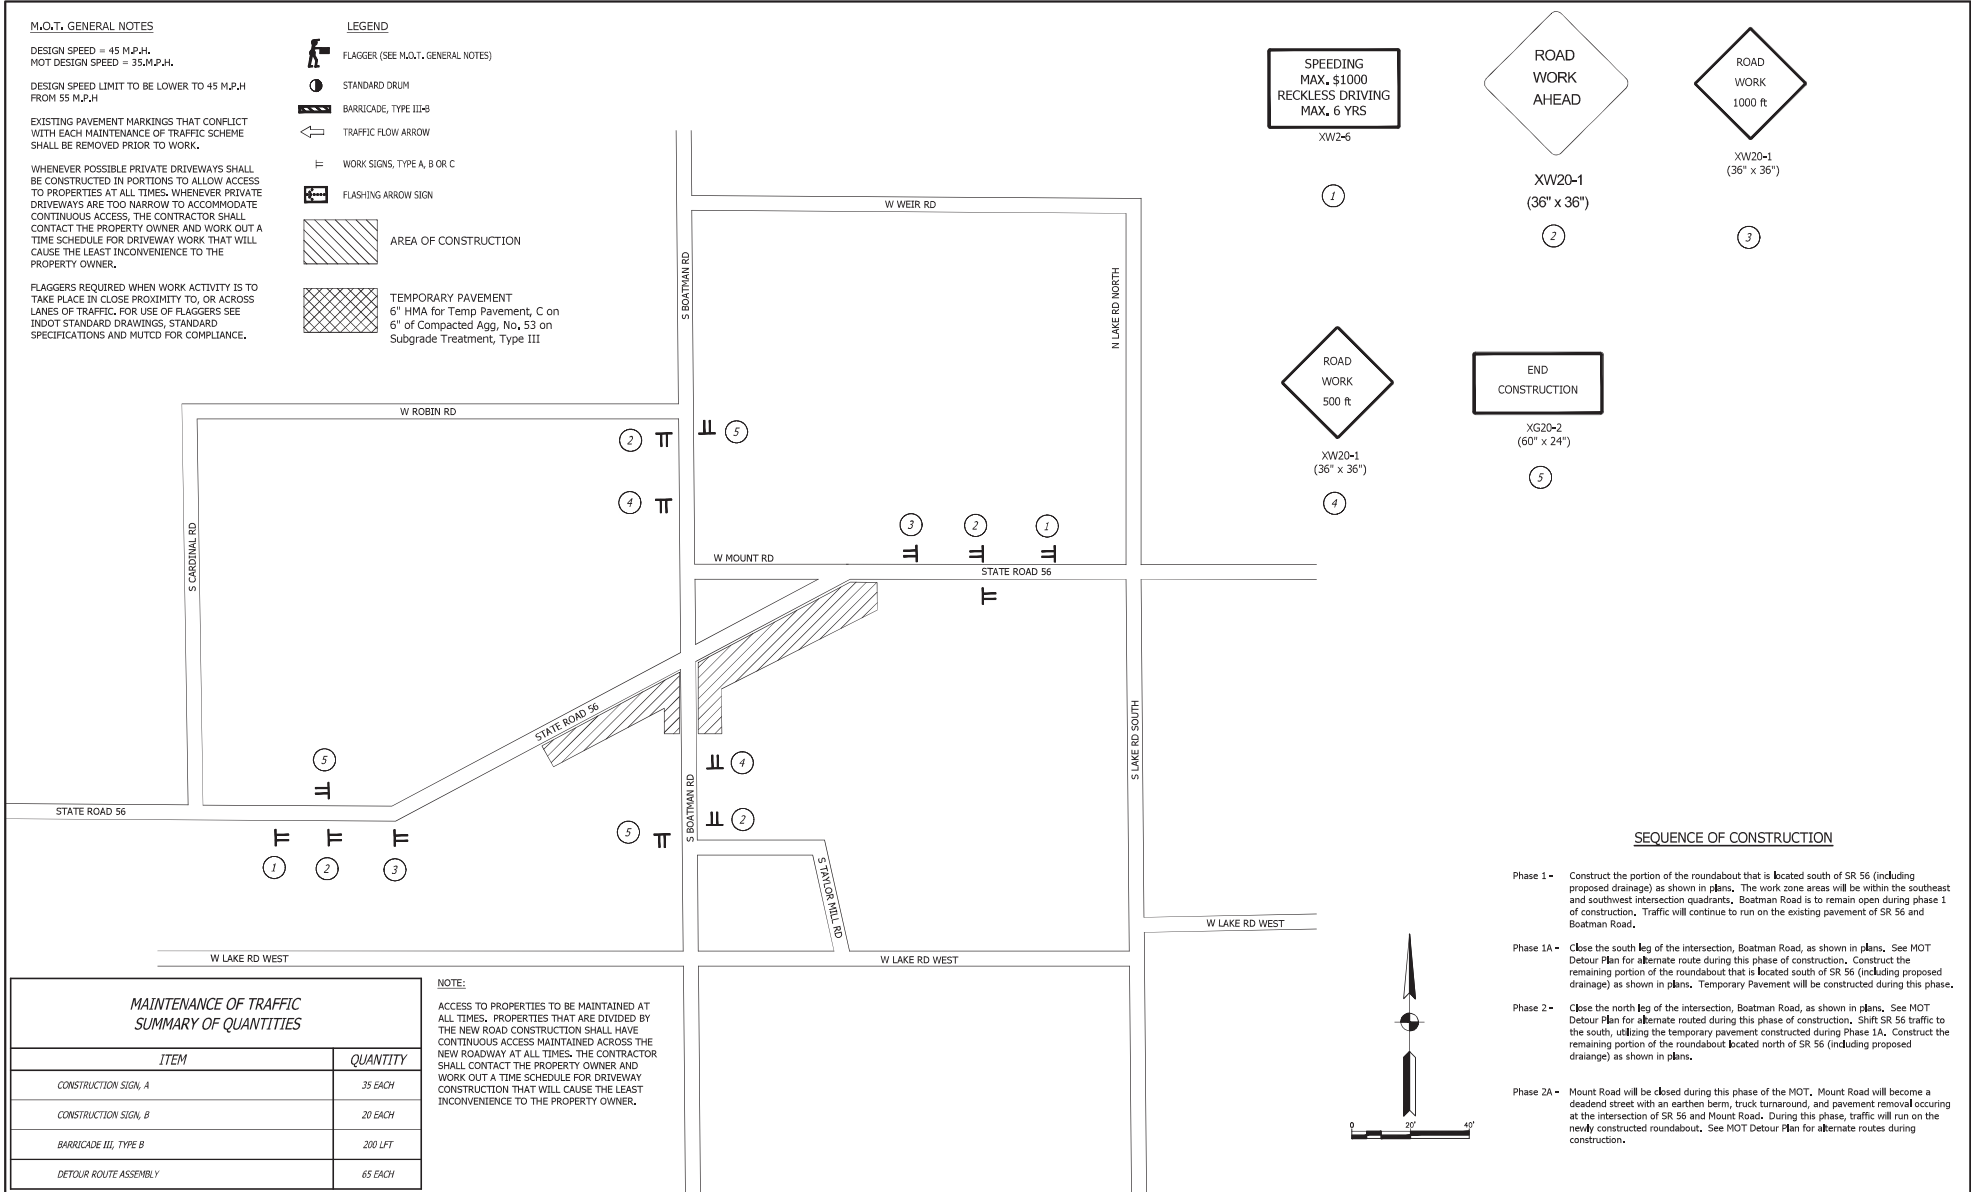 M.O.T. GENERAL NOTES
DESIGN SPEED = 45 M.P.H.
MOT DESIGN SPEED = 35.M.P.H.
DESIGN SPEED LIMIT TO BE LOWER TO 45 M.P.H
FROM 55 M.P.H
EXISTING PAVEMENT MARKINGS THAT CONFLICT
WITH EACH MAINTENANCE OF TRAFFIC SCHEME
SHALL BE REMOVED PRIOR TO WORK.
WHENEVER POSSIBLE PRIVATE DRIVEWAYS SHALL
BE CONSTRUCTED IN PORTIONS TO ALLOW ACCESS
TO PROPERTIES AT ALL TIMES. WHENEVER PRIVATE
DRIVEWAYS ARE TOO NARROW TO ACCOMMODATE
CONTINUOUS ACCESS, THE CONTRACTOR SHALL
CONTACT THE PROPERTY OWNER AND WORK OUT A
TIME SCHEDULE FOR DRIVEWAY WORK THAT WILL
CAUSE THE LEAST INCONVENIENCE TO THE
PROPERTY OWNER.
FLAGGERS REQUIRED WHEN WORK ACTIVITY IS TO
TAKE PLACE IN CLOSE PROXIMITY TO, OR ACROSS
LANES OF TRAFFIC. FOR USE OF FLAGGERS SEE
INDOT STANDARD DRAWINGS, STANDARD
SPECIFICATIONS AND MUTCD FOR COMPLIANCE.
LEGEND
FLAGGER (SEE M.O.T. GENERAL NOTES)
STANDARD DRUM
BARRICADE, TYPE III-B
TRAFFIC FLOW ARROW
WORK SIGNS, TYPE A, B OR C
FLASHING ARROW SIGN
AREA OF CONSTRUCTION
TEMPORARY PAVEMENT
6" HMA for Temp Pavement, C on
6" of Compacted Agg, No. 53 on
Subgrade Treatment, Type III
SPEEDING
MAX. $1000
RECKLESS DRIVING
MAX. 6 YRS
XW2-6
1
ROAD
WORK
AHEAD
XW20-1
(36" x 36")
2
ROAD
WORK
1000 ft
XW20-1
(36" x 36")
3
ROAD
WORK
500 ft
XW20-1
(36" x 36")
4
END
CONSTRUCTION
XG20-2
(60" x 24")
5
W WEIR RD
S BOATMAN RD
N LAKE RD NORTH
W ROBIN RD
2
5
4
S CARDINAL RD
3
2
1
W MOUNT RD
STATE ROAD 56
STATE ROAD 56
S LAKE RD SOUTH
5
4
S BOATMAN RD
STATE ROAD 56
2
5
1
2
3
S TAYLOR MILL RD
W LAKE RD WEST
W LAKE RD WEST
W LAKE RD WEST
MAINTENANCE OF TRAFFIC
SUMMARY OF QUANTITIES
ITEM QUANTITY
CONSTRUCTION SIGN, A 35 EACH
CONSTRUCTION SIGN, B 20 EACH
BARRICADE III, TYPE B 200 LFT
DETOUR ROUTE ASSEMBLY 65 EACH
NOTE:
ACCESS TO PROPERTIES TO BE MAINTAINED AT
ALL TIMES. PROPERTIES THAT ARE DIVIDED BY
THE NEW ROAD CONSTRUCTION SHALL HAVE
CONTINUOUS ACCESS MAINTAINED ACROSS THE
NEW ROADWAY AT ALL TIMES. THE CONTRACTOR
SHALL CONTACT THE PROPERTY OWNER AND
WORK OUT A TIME SCHEDULE FOR DRIVEWAY
CONSTRUCTION THAT WILL CAUSE THE LEAST
INCONVENIENCE TO THE PROPERTY OWNER.
0 20' 40'
SEQUENCE OF CONSTRUCTION
Phase 1 - Construct the portion of the roundabout that is located south of SR 56 (including
proposed drainage) as shown in plans. The work zone areas will be within the southeast
and southwest intersection quadrants. Boatman Road is to remain open during phase 1
of construction. Traffic will continue to run on the existing pavement of SR 56 and
Boatman Road.
Phase 1A - Close the south leg of the intersection, Boatman Road, as shown in plans. See MOT
Detour Plan for alternate route during this phase of construction. Construct the
remaining portion of the roundabout that is located south of SR 56 (including proposed
drainage) as shown in plans. Temporary Pavement will be constructed during this phase.
Phase 2 - Close the north leg of the intersection, Boatman Road, as shown in plans. See MOT
Detour Plan for alternate routed during this phase of construction. Shift SR 56 traffic to
the south, utilizing the temporary pavement constructed during Phase 1A. Construct the
remaining portion of the roundabout located north of SR 56 (including proposed
draiange) as shown in plans.
Phase 2A - Mount Road will be closed during this phase of the MOT. Mount Road will become a
deadend street with an earthen berm, truck turnaround, and pavement removal occuring
at the intersection of SR 56 and Mount Road. During this phase, traffic will run on the
newly constructed roundabout. See MOT Detour Plan for alternate routes during
construction.